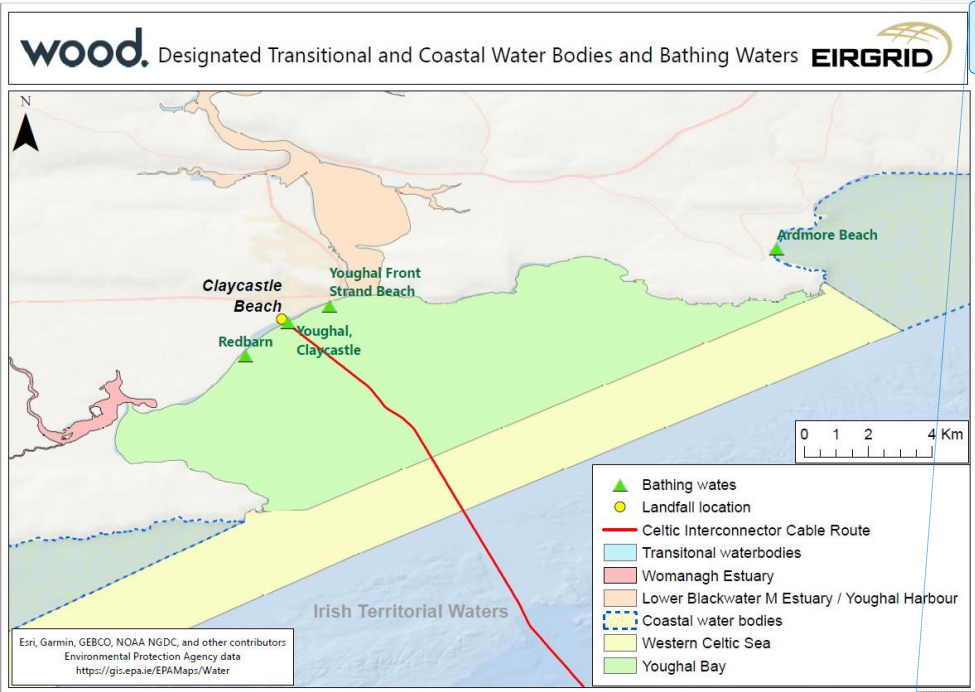 wood.
Designated Transitional and Coastal Water Bodies and Bathing Waters
EIRGRID
N
Ardmore Beach
Youghal Front
Strand Beach
Claycastle
Beach
Youghal,
Claycastle
Redbarn
0 1 2 4 Km
Bathing wates
Landfall location
Celtic Interconnector Cable Route
Transitonal waterbodies
Womanagh Estuary
Lower Blackwater M Estuary / Youghal Harbour
Coastal water bodies
Western Celtic Sea
Youghal Bay
Irish Territorial Waters
Esri, Garmin, GEBCO, NOAA NGDC, and other contributors
Environmental Protection Agency data
https://gis.epa.ie/EPAMaps/Water